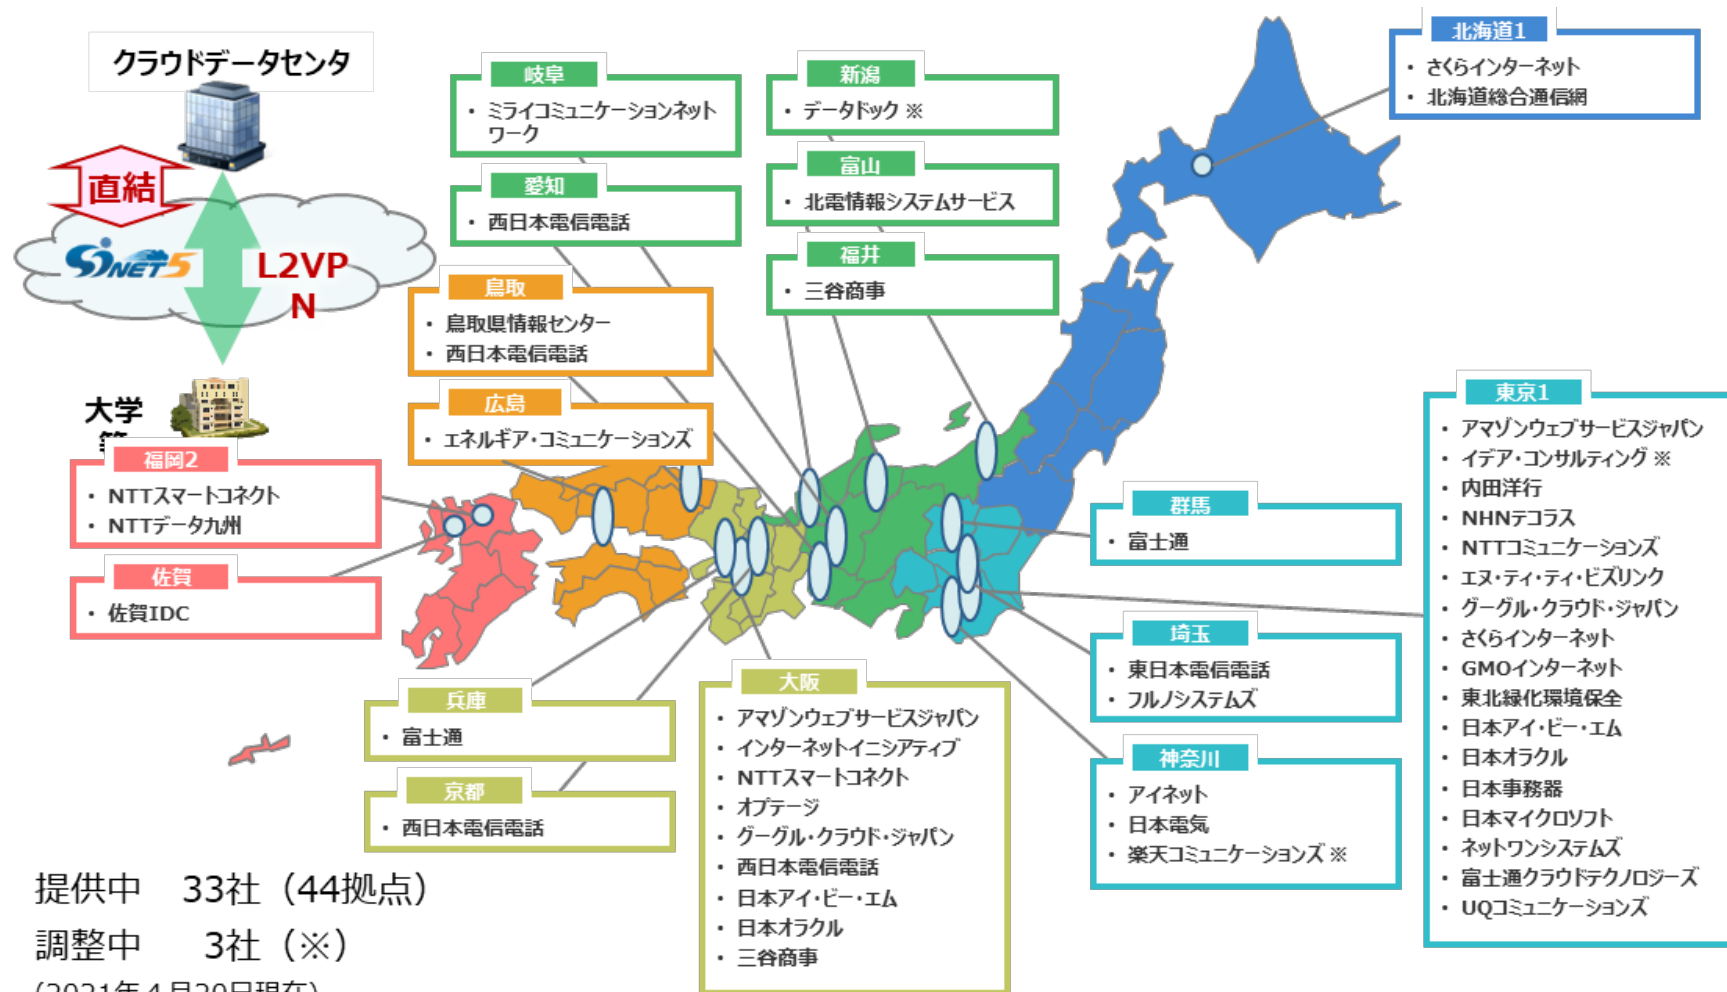 クラウドデータセンタ
直結
SINET5
L2VP
N
大学
岐阜
・ミライコミュニケーションネット
ワーク
愛知
・西日本電信電話
新潟
・データドック ※
富山
・北電情報システムサービス
福井
・三谷商事
北海道1
・さくらインターネット
・北海道総合通信網
鳥取
・鳥取県情報センター
・西日本電信電話
広島
・エネルギア・コミュニケーションズ
福岡2
・NTTスマートコネクト
・NTTデータ九州
佐賀
・佐賀IDC
兵庫
・富士通
京都
・西日本電信電話
大阪
・アマゾンウェブサービスジャパン
・インターネットイニシアティブ
・NTTスマートコネクト
・オプテージ
・グーグル・クラウド・ジャパン
・西日本電信電話
・日本アイ・ビー・エム
・日本オラクル
・三谷商事
群馬
・富士通
埼玉
・東日本電信電話
・フルノシステムズ
神奈川
・アイネット
・日本電気
・楽天コミュニケーションズ ※
東京1
・アマゾンウェブサービスジャパン
・イデア・コンサルティング ※
・内田洋行
・NHNテコラス
・NTTコミュニケーションズ
・エヌ・ティ・ティ・ビズリンク
・グーグル・クラウド・ジャパン
・さくらインターネット
・GMOインターネット
・東北緑化環境保全
・日本アイ・ビー・エム
・日本オラクル
・日本事務器
・日本マイクロソフト
・ネットワンシステムズ
・富士通クラウドテクノロジーズ
・UQコミュニケーションズ
提供中 33社（44拠点）
調整中 3社（※）
（2021年4月20日現在）